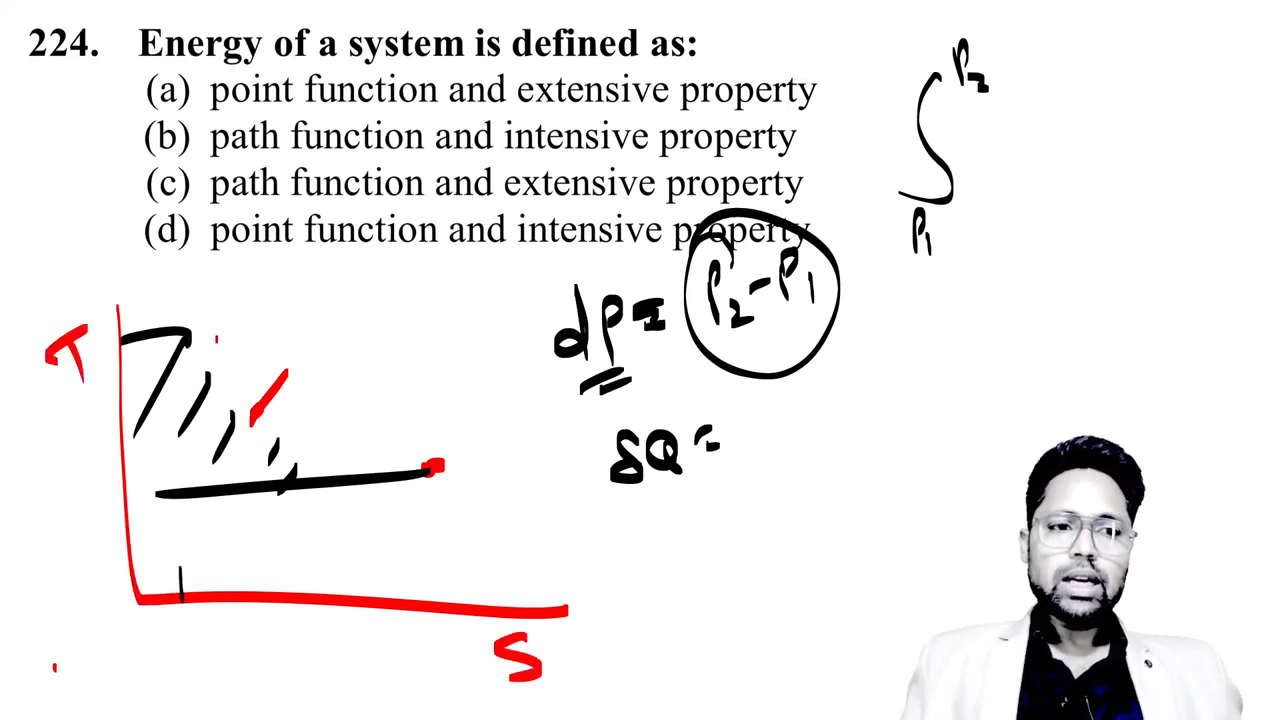 224. Energy of a system is defined as:
(a) point function and extensive property
(b) path function and intensive property
(c) path function and extensive property
(d) point function and intensive property
P2
∫
P1
dP = P2 - P1
δQ =
T
S